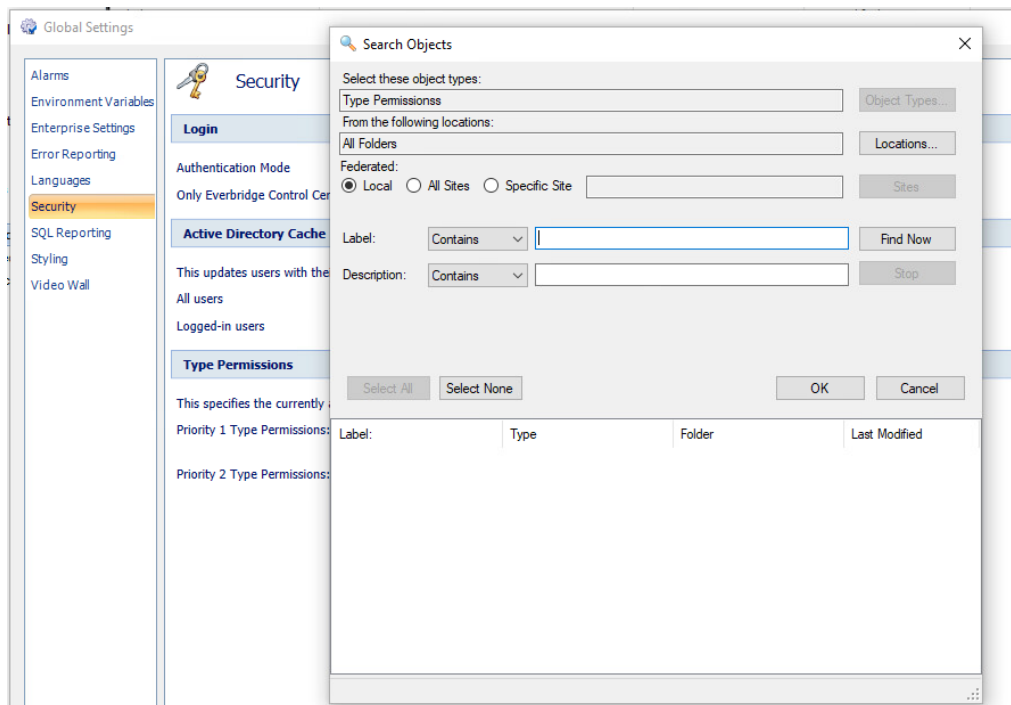 Global Settings
Alarms
Environment Variables
Enterprise Settings
Error Reporting
Languages
Security
SQL Reporting
Styling
Video Wall
Security
Login
Authentication Mode
Only Everbridge Control Cer
Active Directory Cache
This updates users with the
All users
Logged-in users
Type Permissions
This specifies the currently
Priority 1 Type Permissions:
Priority 2 Type Permissions:
Search Objects
Select these object types:
Type Permissionss
Object Types...
From the following locations:
All Folders
Locations...
Federated:
Local All Sites Specific Site Sites
Label: Contains Find Now
Description: Contains Stop
Select All Select None OK Cancel
Label: Type Folder Last Modified